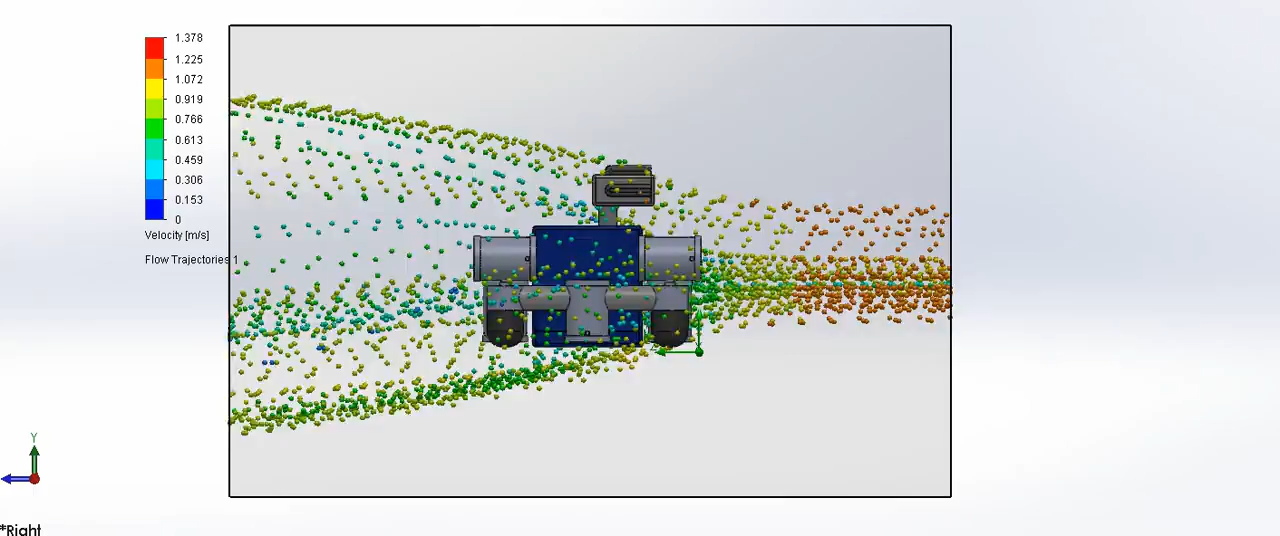 1.378
1.225
1.072
0.919
0.766
0.613
0.459
0.306
0.153
0
Velocity [m/s]
Flow Trajectories 1
Y
*Right